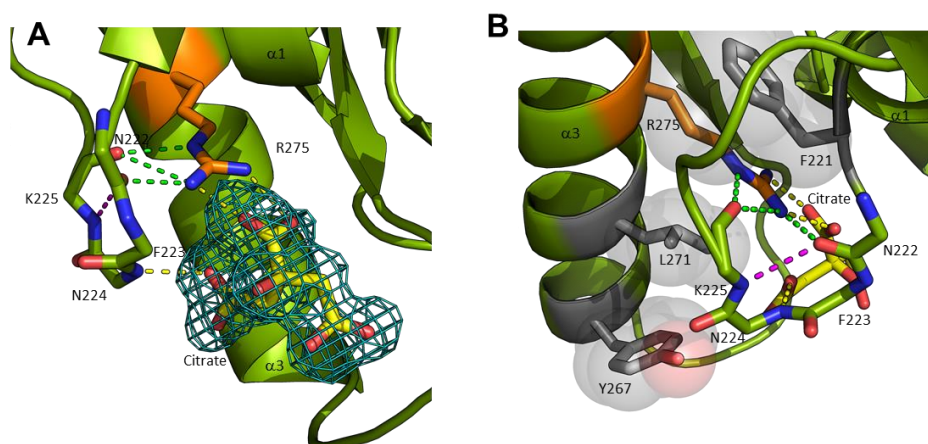 A
α1
N222
R275
K225
F223
N224
Citrate
α3
B
α3
R275
α1
F221
Citrate
L271
N222
K225
F223
N224
Y267